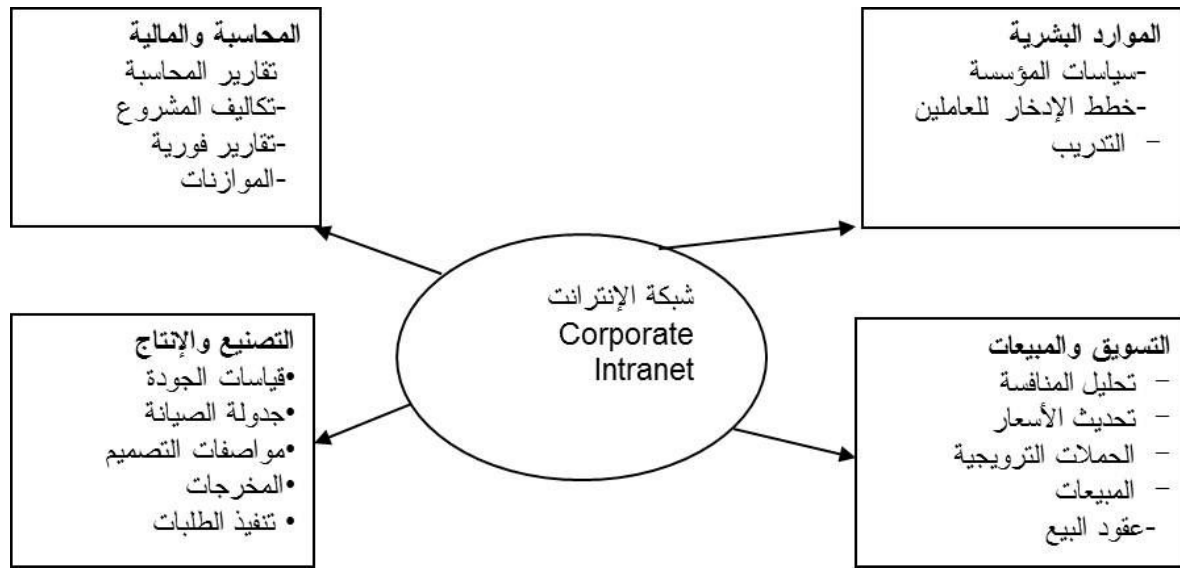 الموارد البشرية
-سياسات المؤسسة
-خطط الإدخار للعاملين
- التدريب
المحاسبة والمالية
تقارير المحاسبة
-تكاليف المشروع
-تقارير فورية
-الموازنات
شبكة الإنترانت
Corporate
Intranet
التسويق والمبيعات
- تحليل المنافسة
- تحديث الأسعار
- الحملات الترويجية
- المبيعات
-عقود البيع
التصنيع والإنتاج
•قياسات الجودة
•جدولة الصيانة
•مواصفات التصميم
•المخرجات
• تنفيذ الطلبات